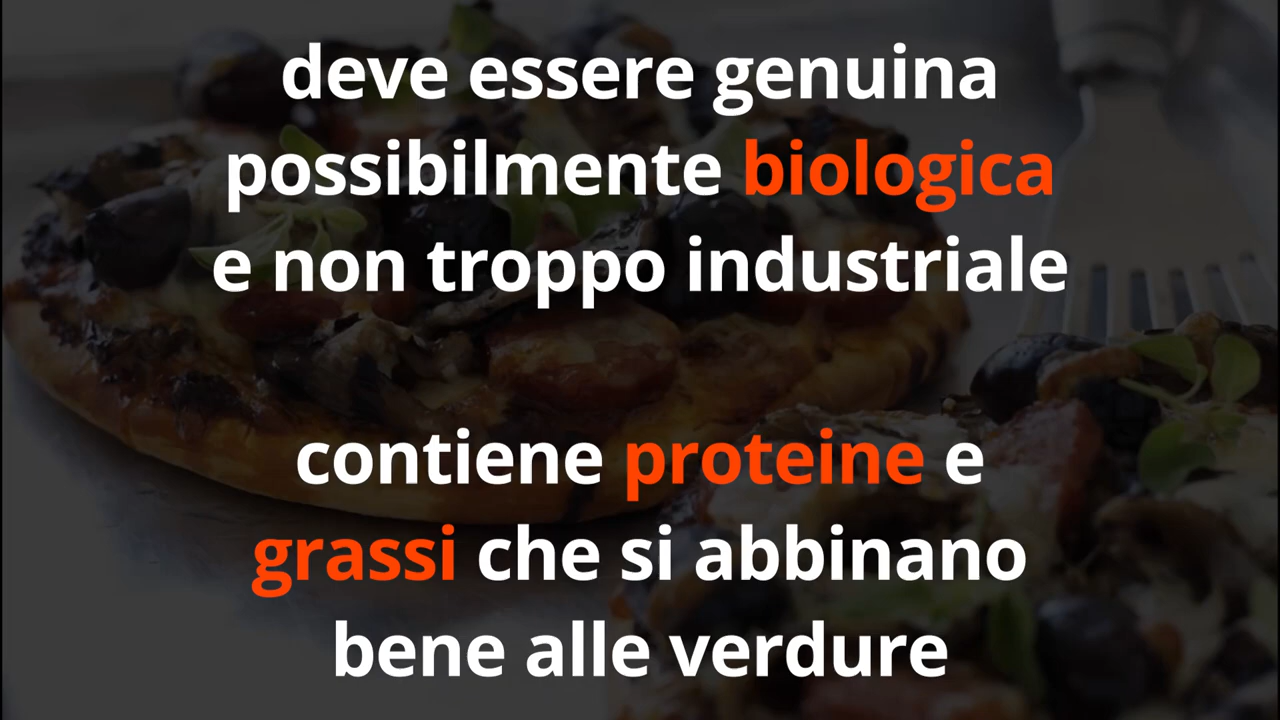 deve essere genuina
possibilmente biologica
e non troppo industriale
contiene proteine e
grassi che si abbinano
bene alle verdure